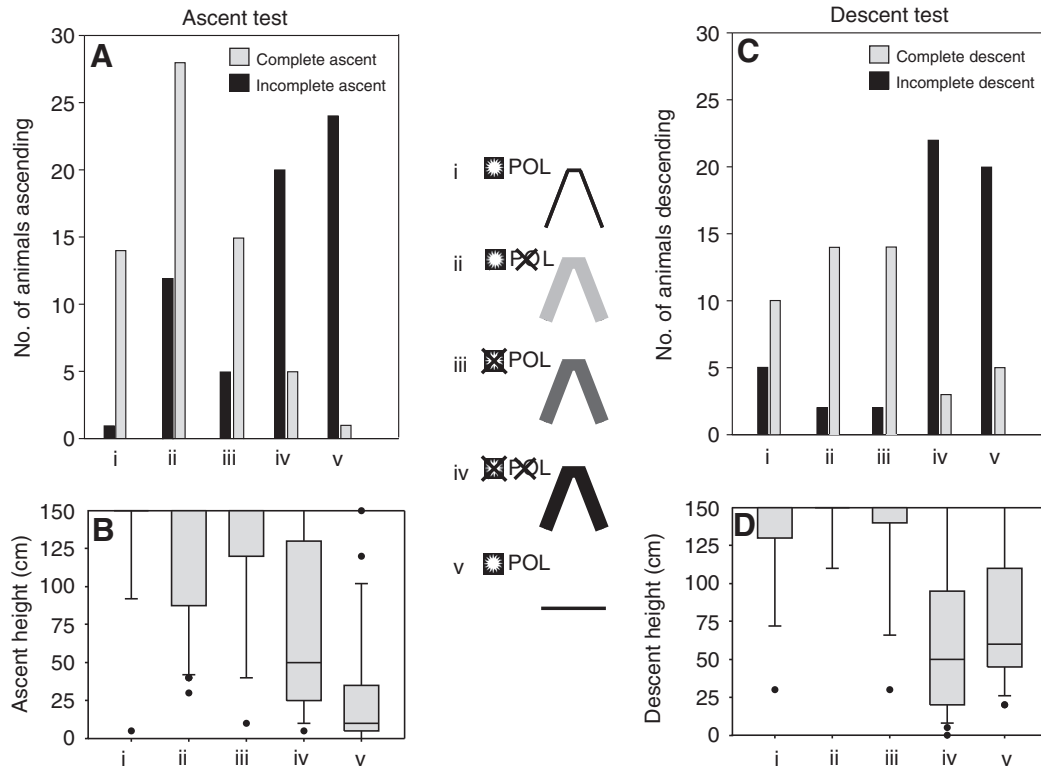 Ascent test
A
Complete ascent
Incomplete ascent
No. of animals ascending
30
25
20
15
10
5
0
i ii iii iv v
B
Ascent height (cm)
150
125
100
75
50
25
0
i ii iii iv v
i POL
ii POL
iii POL
iv POL
v POL
Descent test
C
Complete descent
Incomplete descent
No. of animals descending
30
25
20
15
10
5
0
i ii iii iv v
D
Descent height (cm)
150
125
100
75
50
25
0
i ii iii iv v